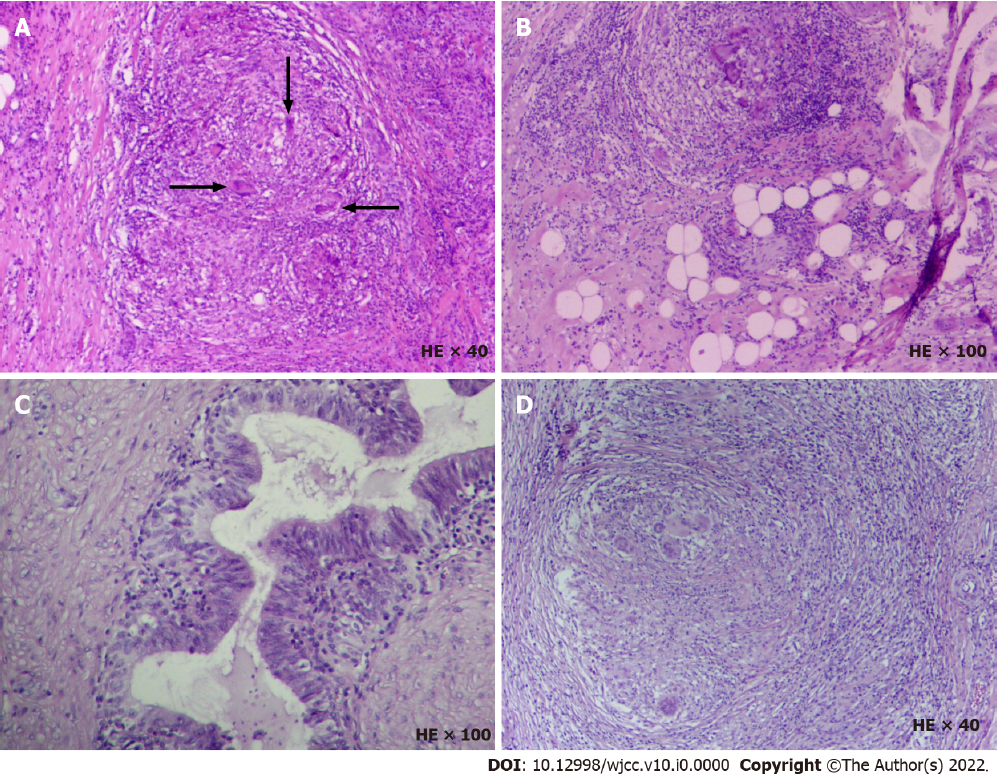 A
HE × 40
B
HE × 100
C
HE × 100
D
HE × 40
DOI: 10.12998/wjcc.v10.i0.0000 Copyright ©The Author(s) 2022.